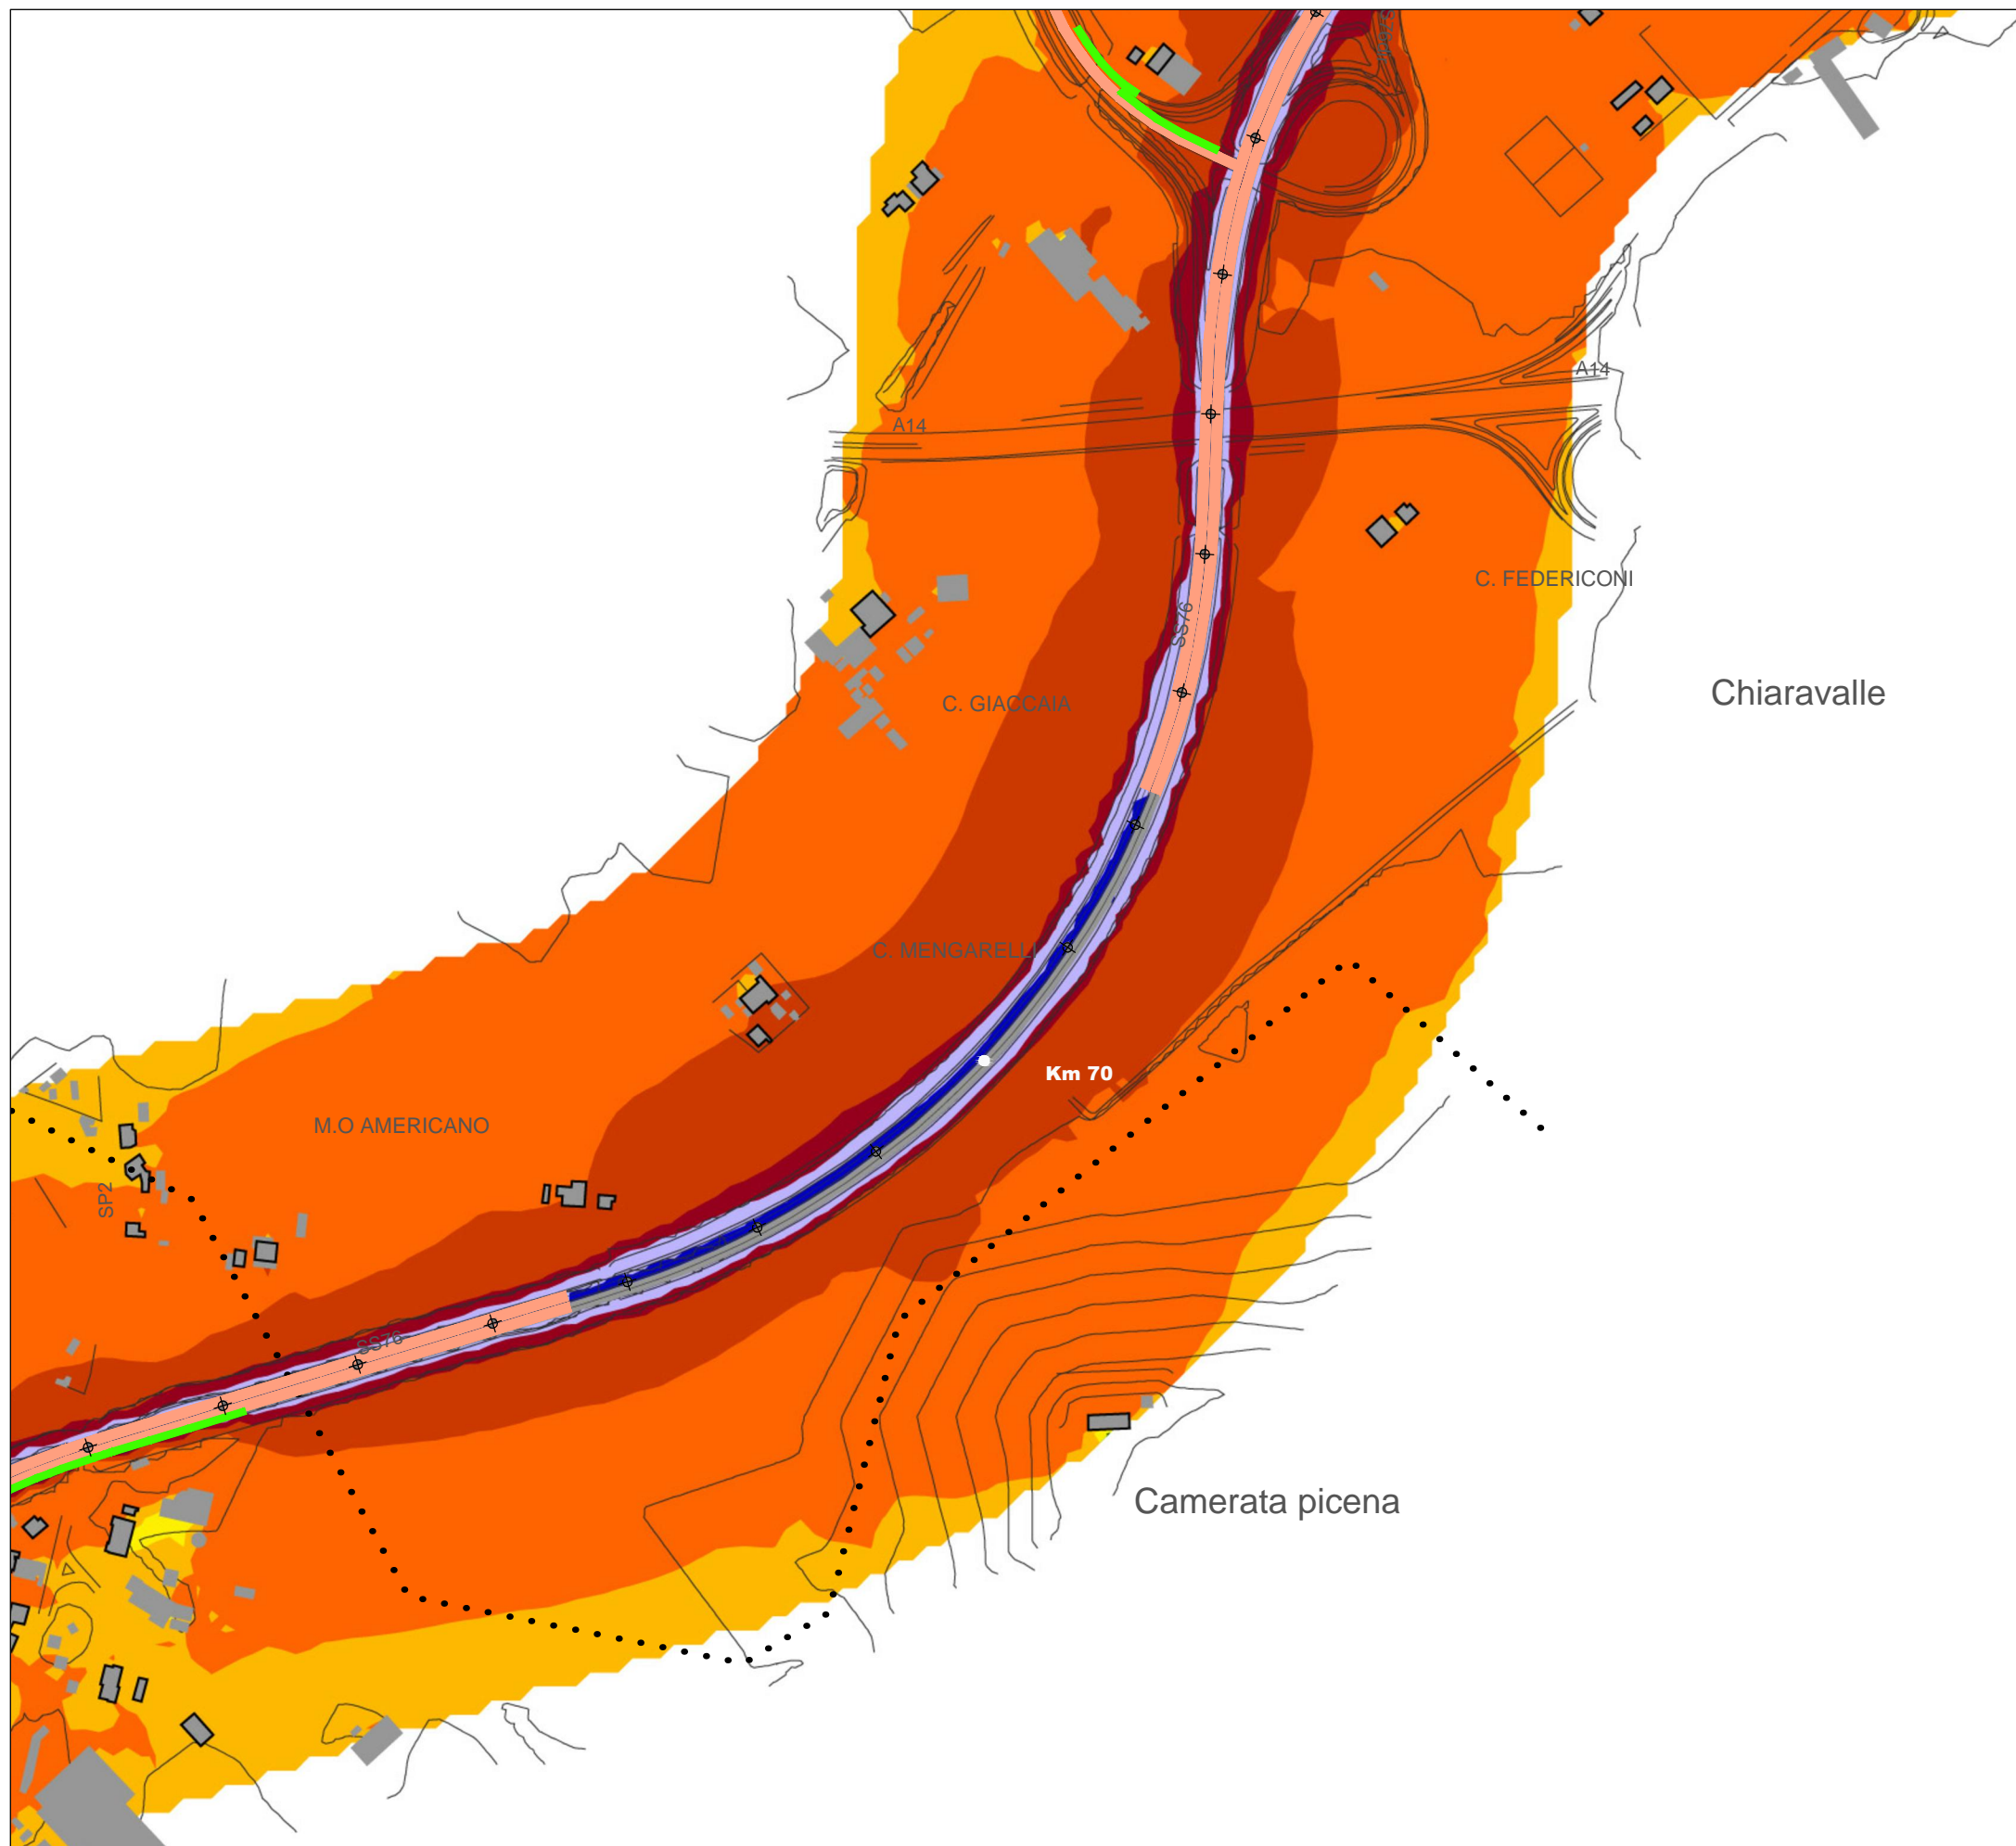 A14
A14
C. FEDERICONI
SS76
Chiaravalle
C. GIACCAIA
C. MENGARELLI
Km 70
M.O AMERICANO
SP2
SS76
Camerata picena